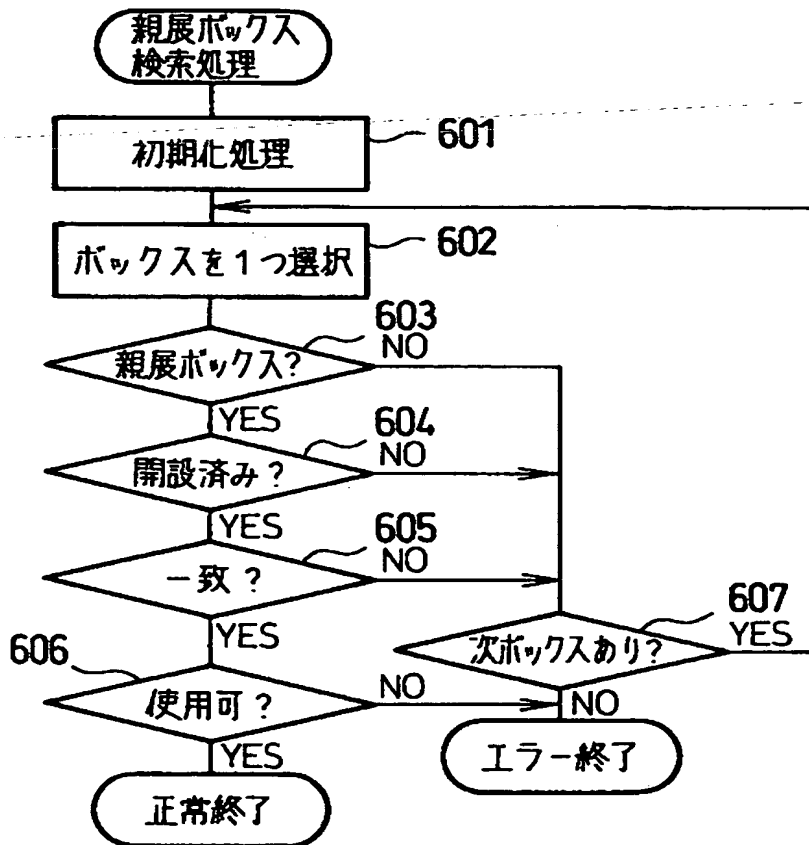 親展ボックス
検索処理
601
初期化処理
602
ボックスを1つ選択
603
親展ボックス?
NO
YES
604
開設済み?
NO
YES
605
一致?
NO
YES
606
使用可?
NO
YES
607
次ボックスあり?
YES
NO
エラー終了
正常終了